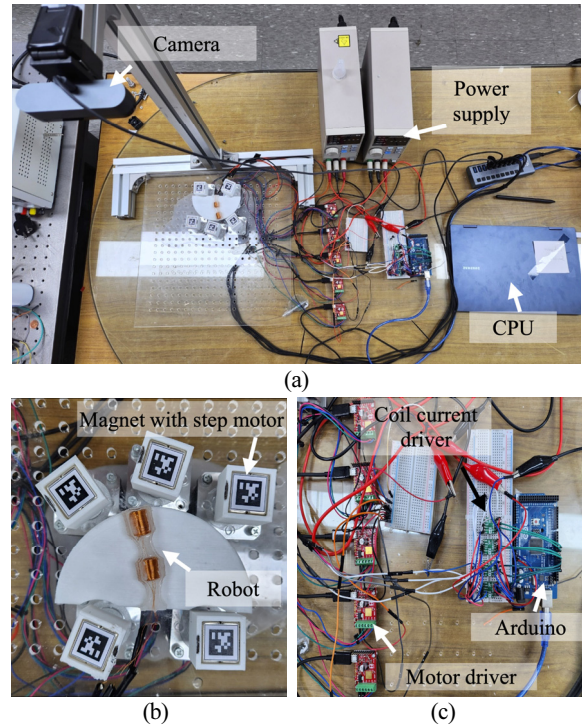 Camera
Power
supply
CPU
(a)
Magnet with step motor
Robot
(b)
Coil current
driver
Arduino
Motor driver
(c)